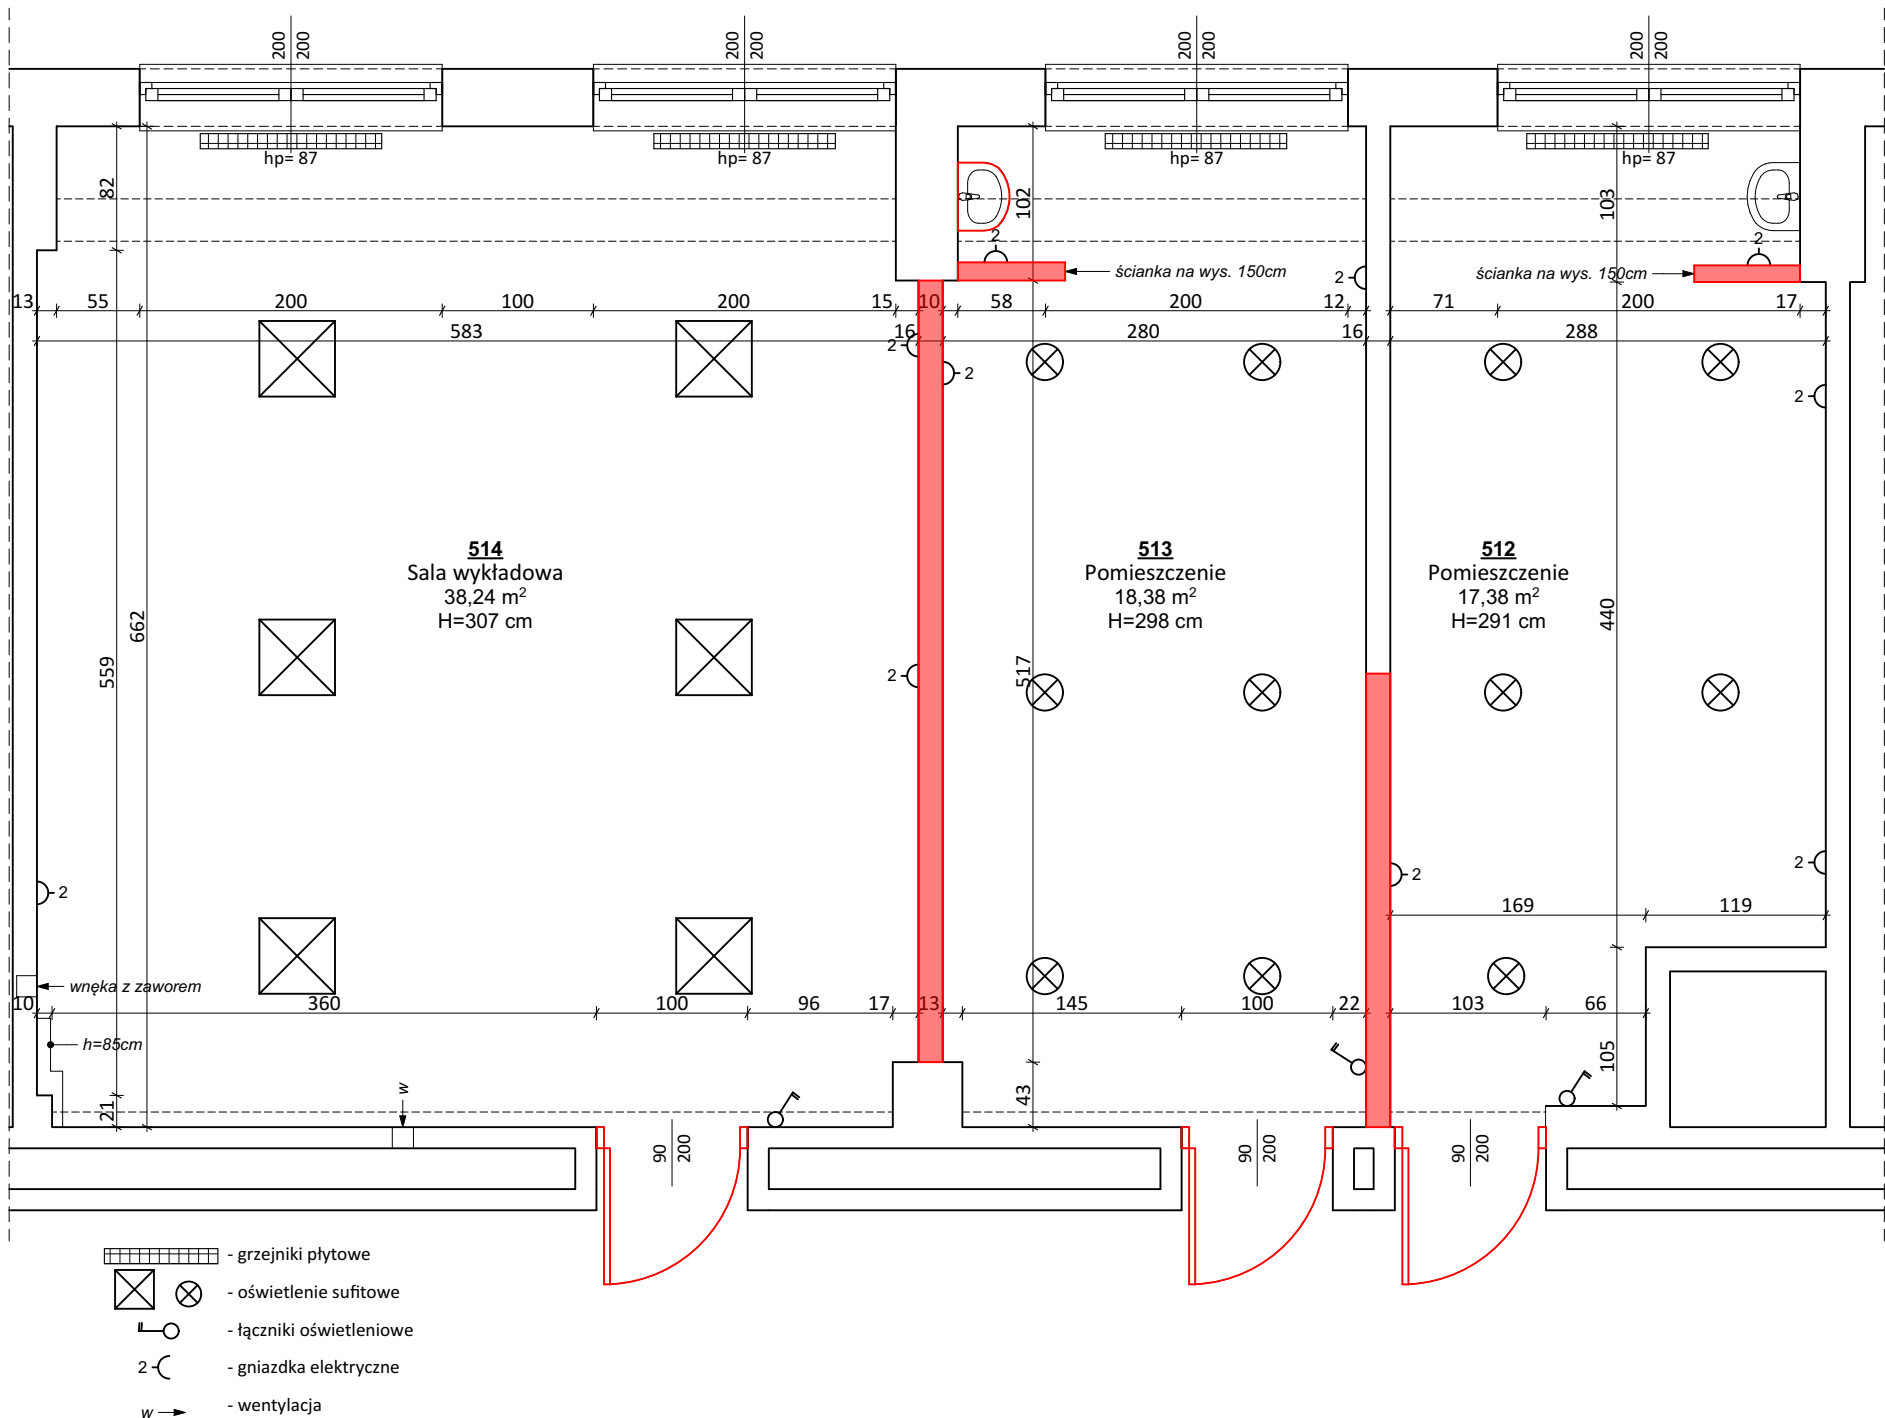 200 200
200 200
200 200
200 200
hp= 87
hp= 87
hp= 87
hp= 87
82
102
103
2
2
2
ścianka na wys. 150cm
ścianka na wys. 150cm
13 55 200 100 200 15 10 58 200 12 71 200 17
583 16 280 16 288
2
2
2
514
Sala wykładowa
38,24 m²
H=307 cm
513
Pomieszczenie
18,38 m²
H=298 cm
512
Pomieszczenie
17,38 m²
H=291 cm
662
559
517
440
2
2
2
2
169 119
wnęka z zaworem
10 360 100 96 17 13 145 100 22 103 66
h=85cm
105
21
w
43
90 200
90 200
90 200
- grzejniki płytowe
- oświetlenie sufitowe
- łączniki oświetleniowe
2 - gniazdka elektryczne
w - wentylacja